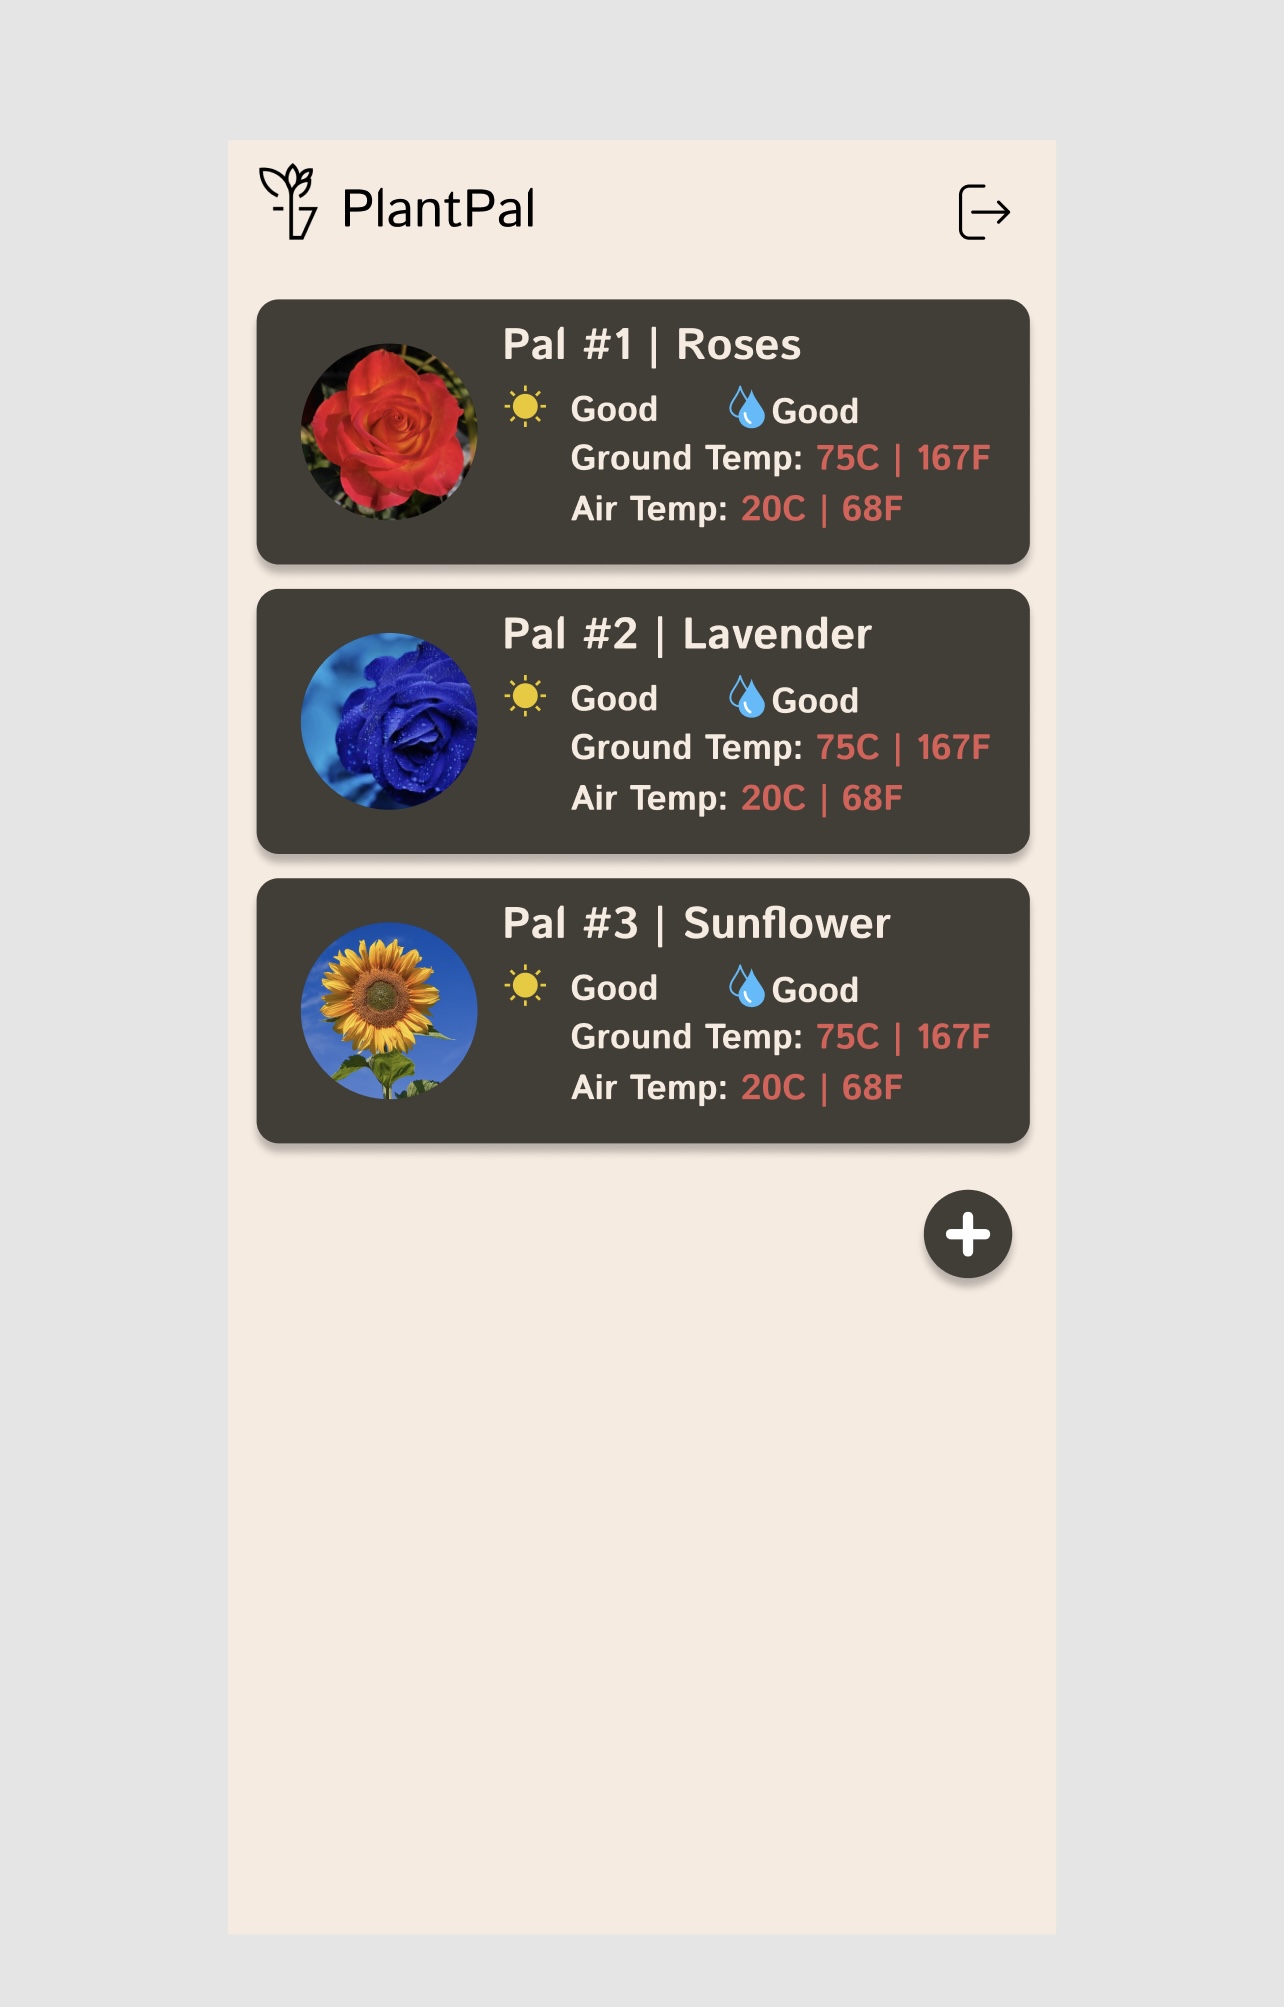 PlantPal
Pal #1 | Roses
Good Good
Ground Temp: 75C | 167F
Air Temp: 20C | 68F
Pal #2 | Lavender
Good Good
Ground Temp: 75C | 167F
Air Temp: 20C | 68F
Pal #3 | Sunflower
Good Good
Ground Temp: 75C | 167F
Air Temp: 20C | 68F